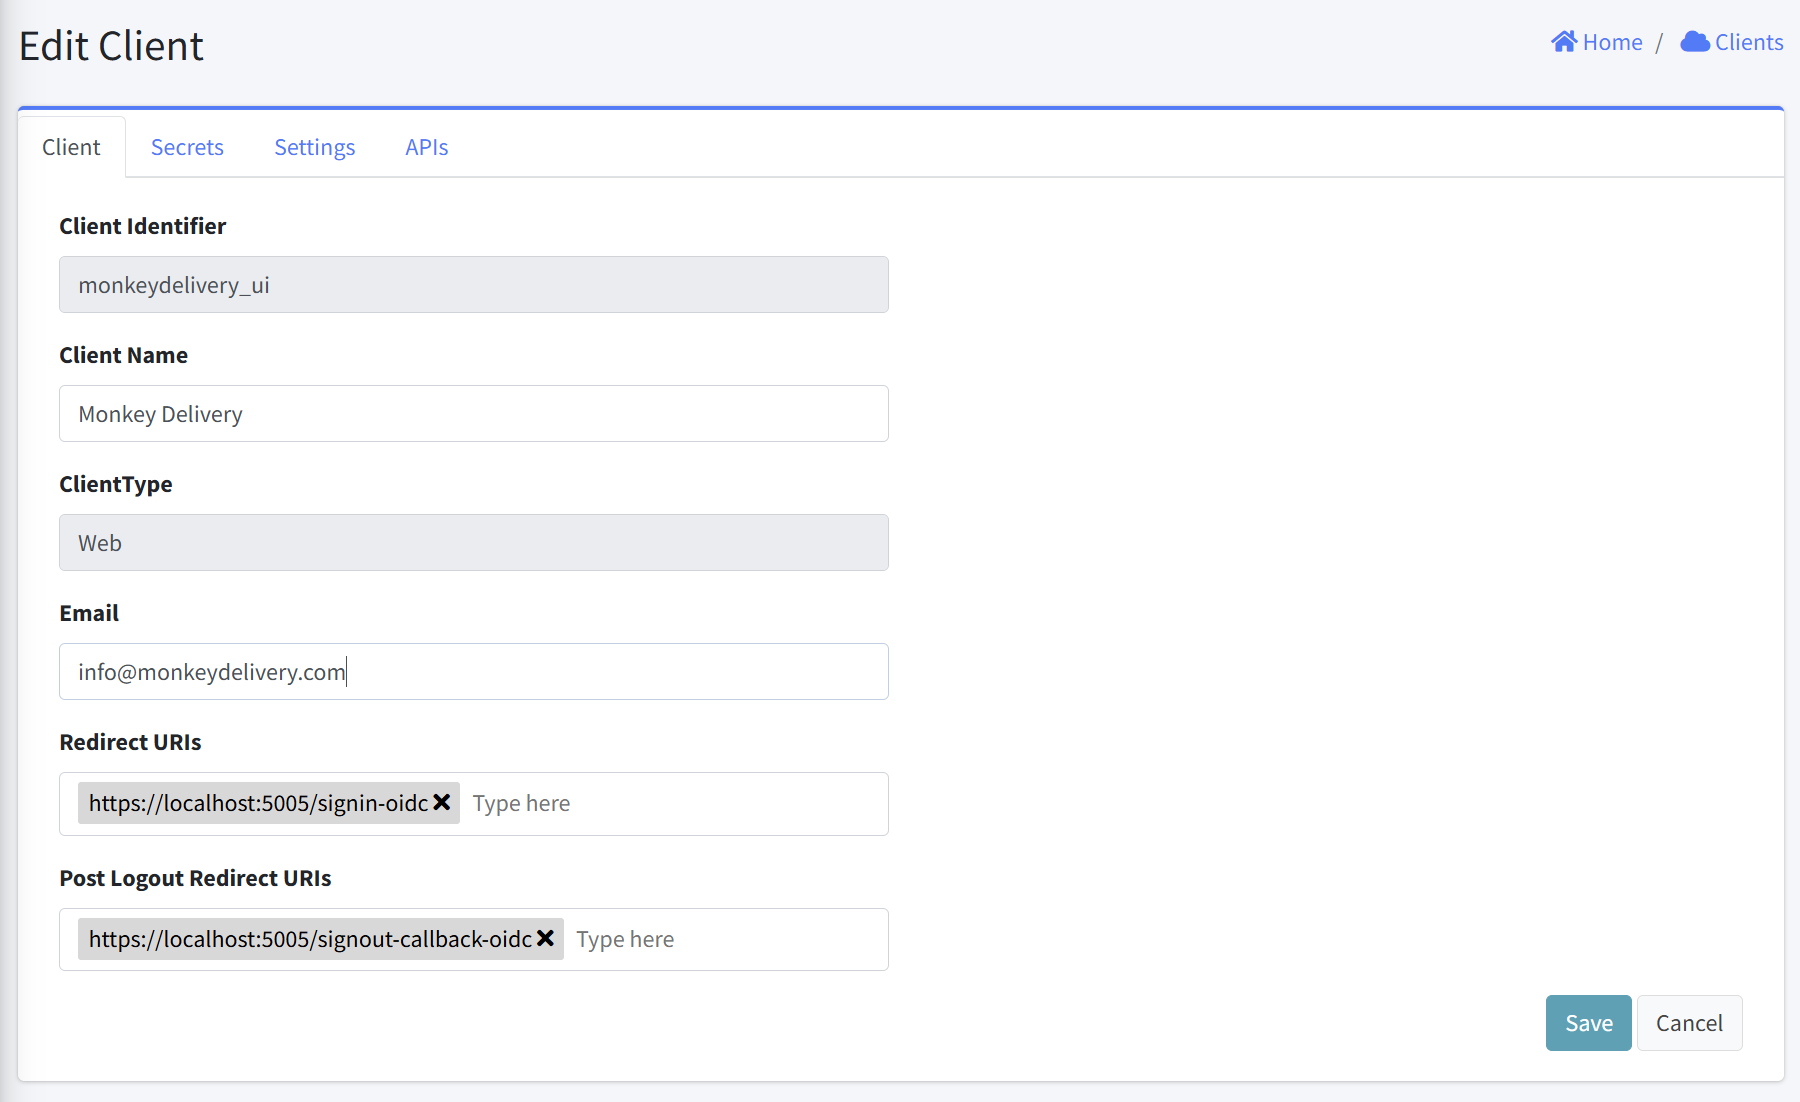 Edit Client
Home / Clients
Client Secrets Settings APIs
Client Identifier
monkeydelivery_ui
Client Name
Monkey Delivery
ClientType
Web
Email
info@monkeydelivery.com
Redirect URIs
https://localhost:5005/signin-oidc Type here
Post Logout Redirect URIs
https://localhost:5005/signout-callback-oidc Type here
Save Cancel